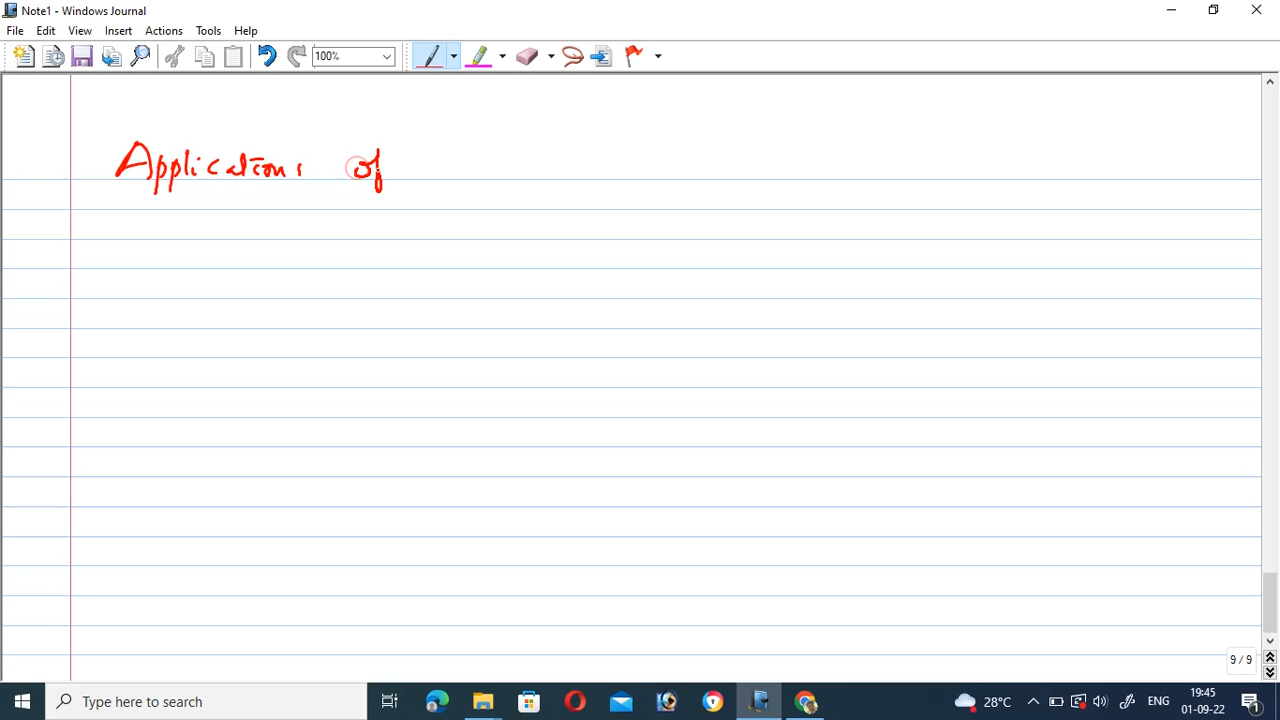 Note1 - Windows Journal
File Edit View Insert Actions Tools Help
100%
Applications of
9 / 9
Type here to search
28°C ENG 19:45
01-09-22
1